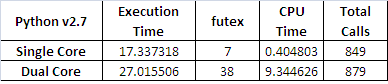 Python v2.7 Execution Time futex CPU Time Total Calls
Single Core 17.337318 7 0.404803 849
Dual Core 27.015506 38 9.344626 879